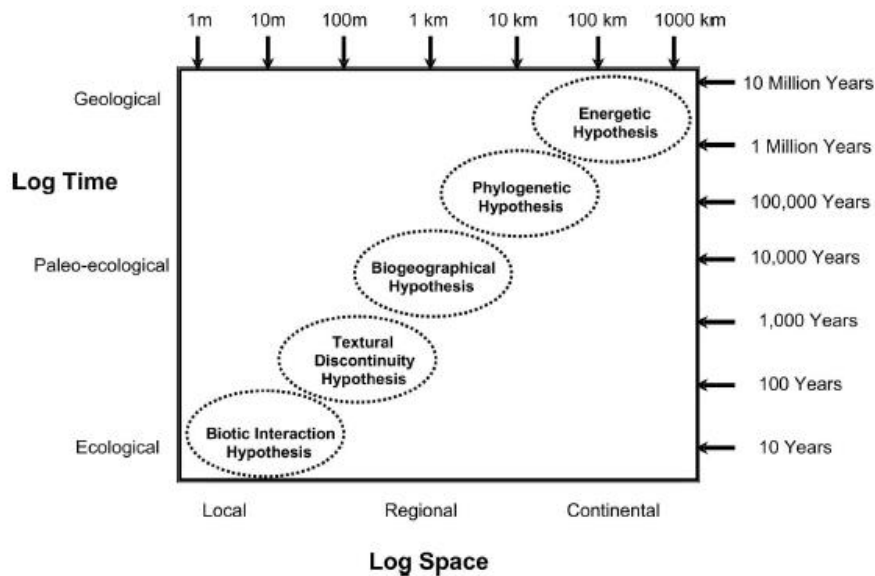 1m 10m 100m 1 km 10 km 100 km 1000 km
Geological
Log Time
Paleo-ecological
Ecological
Energetic
Hypothesis
Phylogenetic
Hypothesis
Biogeographical
Hypothesis
Textural
Discontinuity
Hypothesis
Biotic Interaction
Hypothesis
10 Million Years
1 Million Years
100,000 Years
10,000 Years
1,000 Years
100 Years
10 Years
Local Regional Continental
Log Space